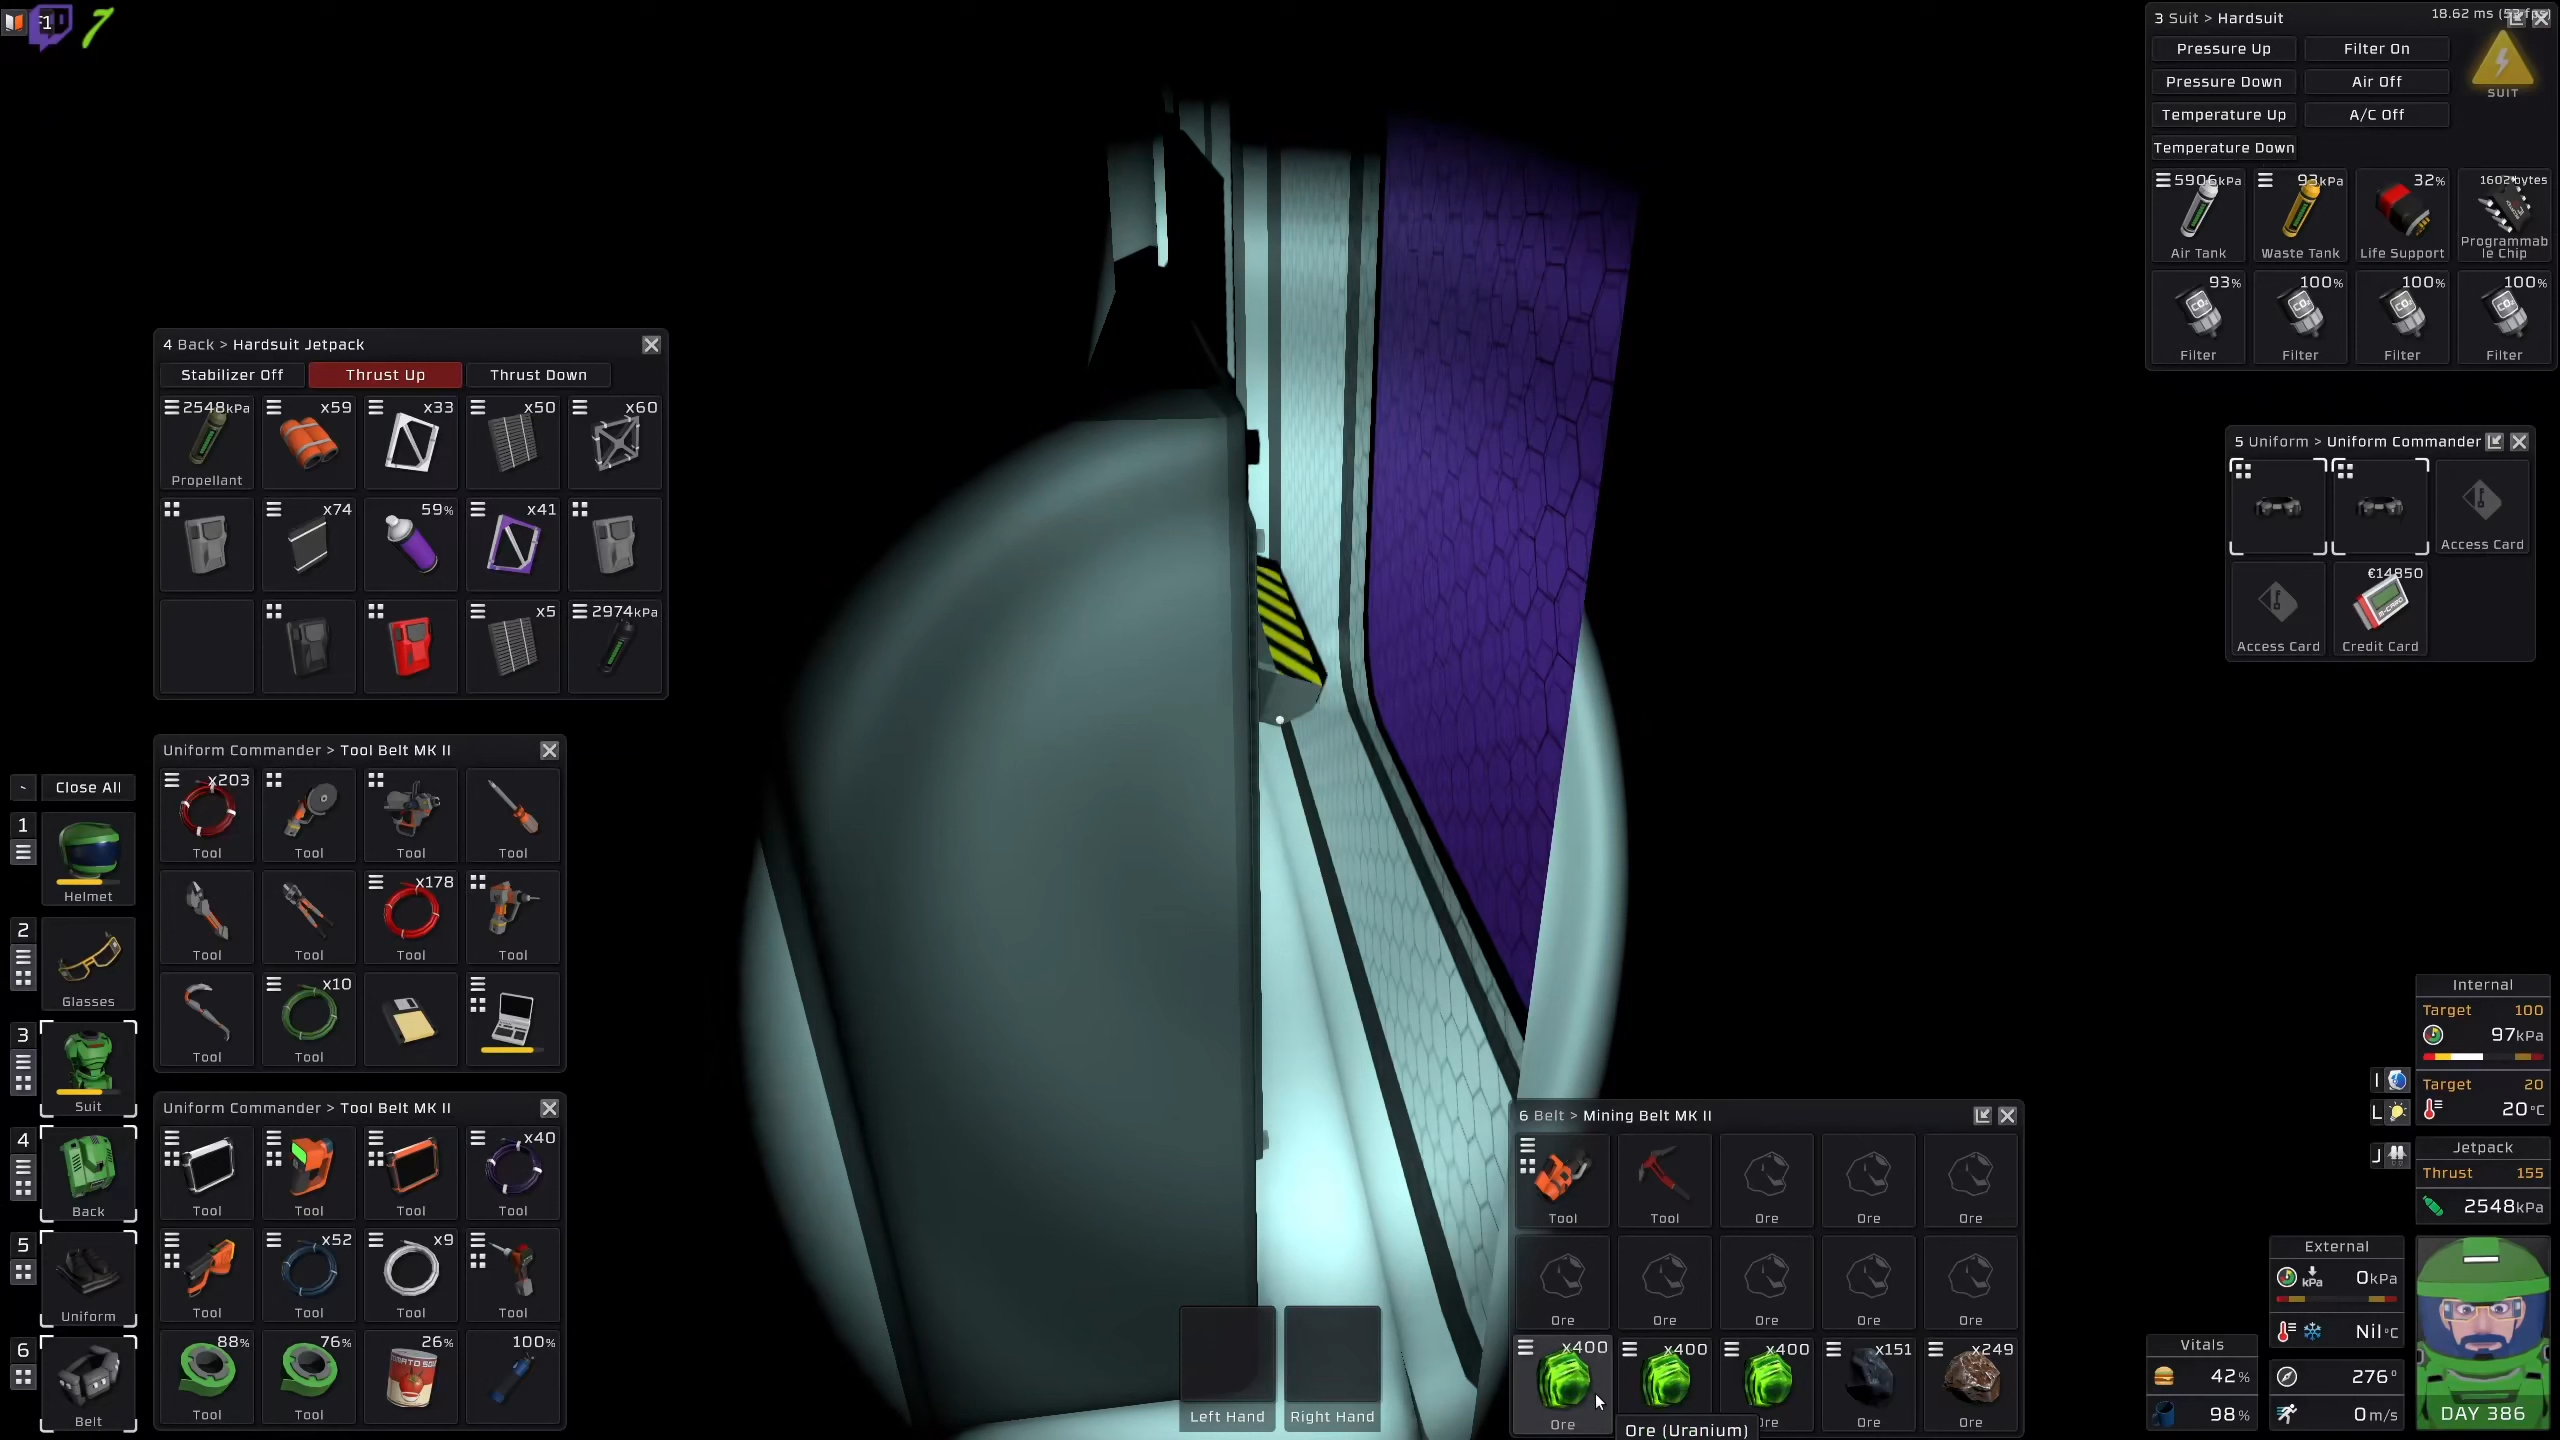 F1
7
18.62 ms (53 fps)
3 Suit > Hardsuit
Pressure Up
Filter On
SUIT
Pressure Down
Air Off
Temperature Up
A/C Off
Temperature Down
5906kPa
93kPa
32%
1602 bytes
Air Tank
Waste Tank
Life Support
Programmab
le Chip
93%
100%
100%
100%
Filter
Filter
Filter
Filter
4 Back > Hardsuit Jetpack
Stabilizer Off
Thrust Up
Thrust Down
2548kPa
x59
x33
x50
x60
Propellant
x74
59%
x41
x5
2974kPa
5 Uniform > Uniform Commander
Access Card
€14850
Access Card
Credit Card
Uniform Commander > Tool Belt MK II
x203
Tool
Tool
Tool
Tool
x178
Tool
Tool
Tool
Tool
x10
Tool
Tool
~
Close All
1
Helmet
2
Glasses
3
Suit
4
Back
5
Uniform
6
Belt
Uniform Commander > Tool Belt MK II
x40
Tool
Tool
Tool
Tool
x52
x9
Tool
Tool
Tool
Tool
88%
76%
26%
100%
Tool
Tool
6 Belt > Mining Belt MK II
Tool
Tool
Ore
Ore
Ore
Ore
Ore
Ore
Ore
Ore
x400
x400
x400
x151
x249
Ore
Ore
Ore
Ore (Uranium)
Left Hand
Right Hand
Internal
Target 100
97kPa
Target 20
20°C
I
L
J
Jetpack
Thrust 155
2548kPa
External
kPa
0kPa
Nil°C
Vitals
42%
276°
98%
0m/s
DAY 386